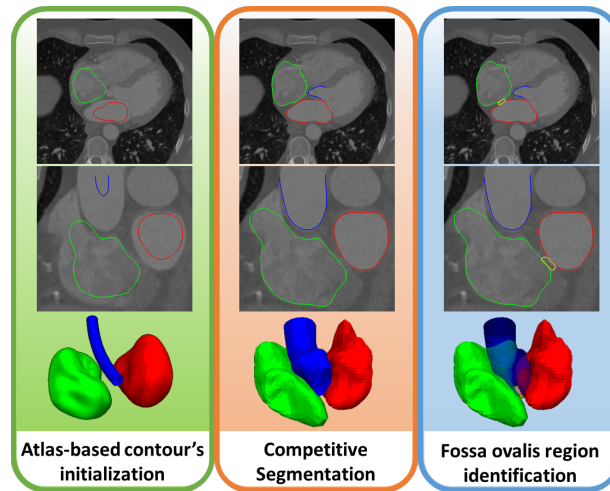 Atlas-based contour's
initialization
Competitive
Segmentation
Fossa ovalis region
identification